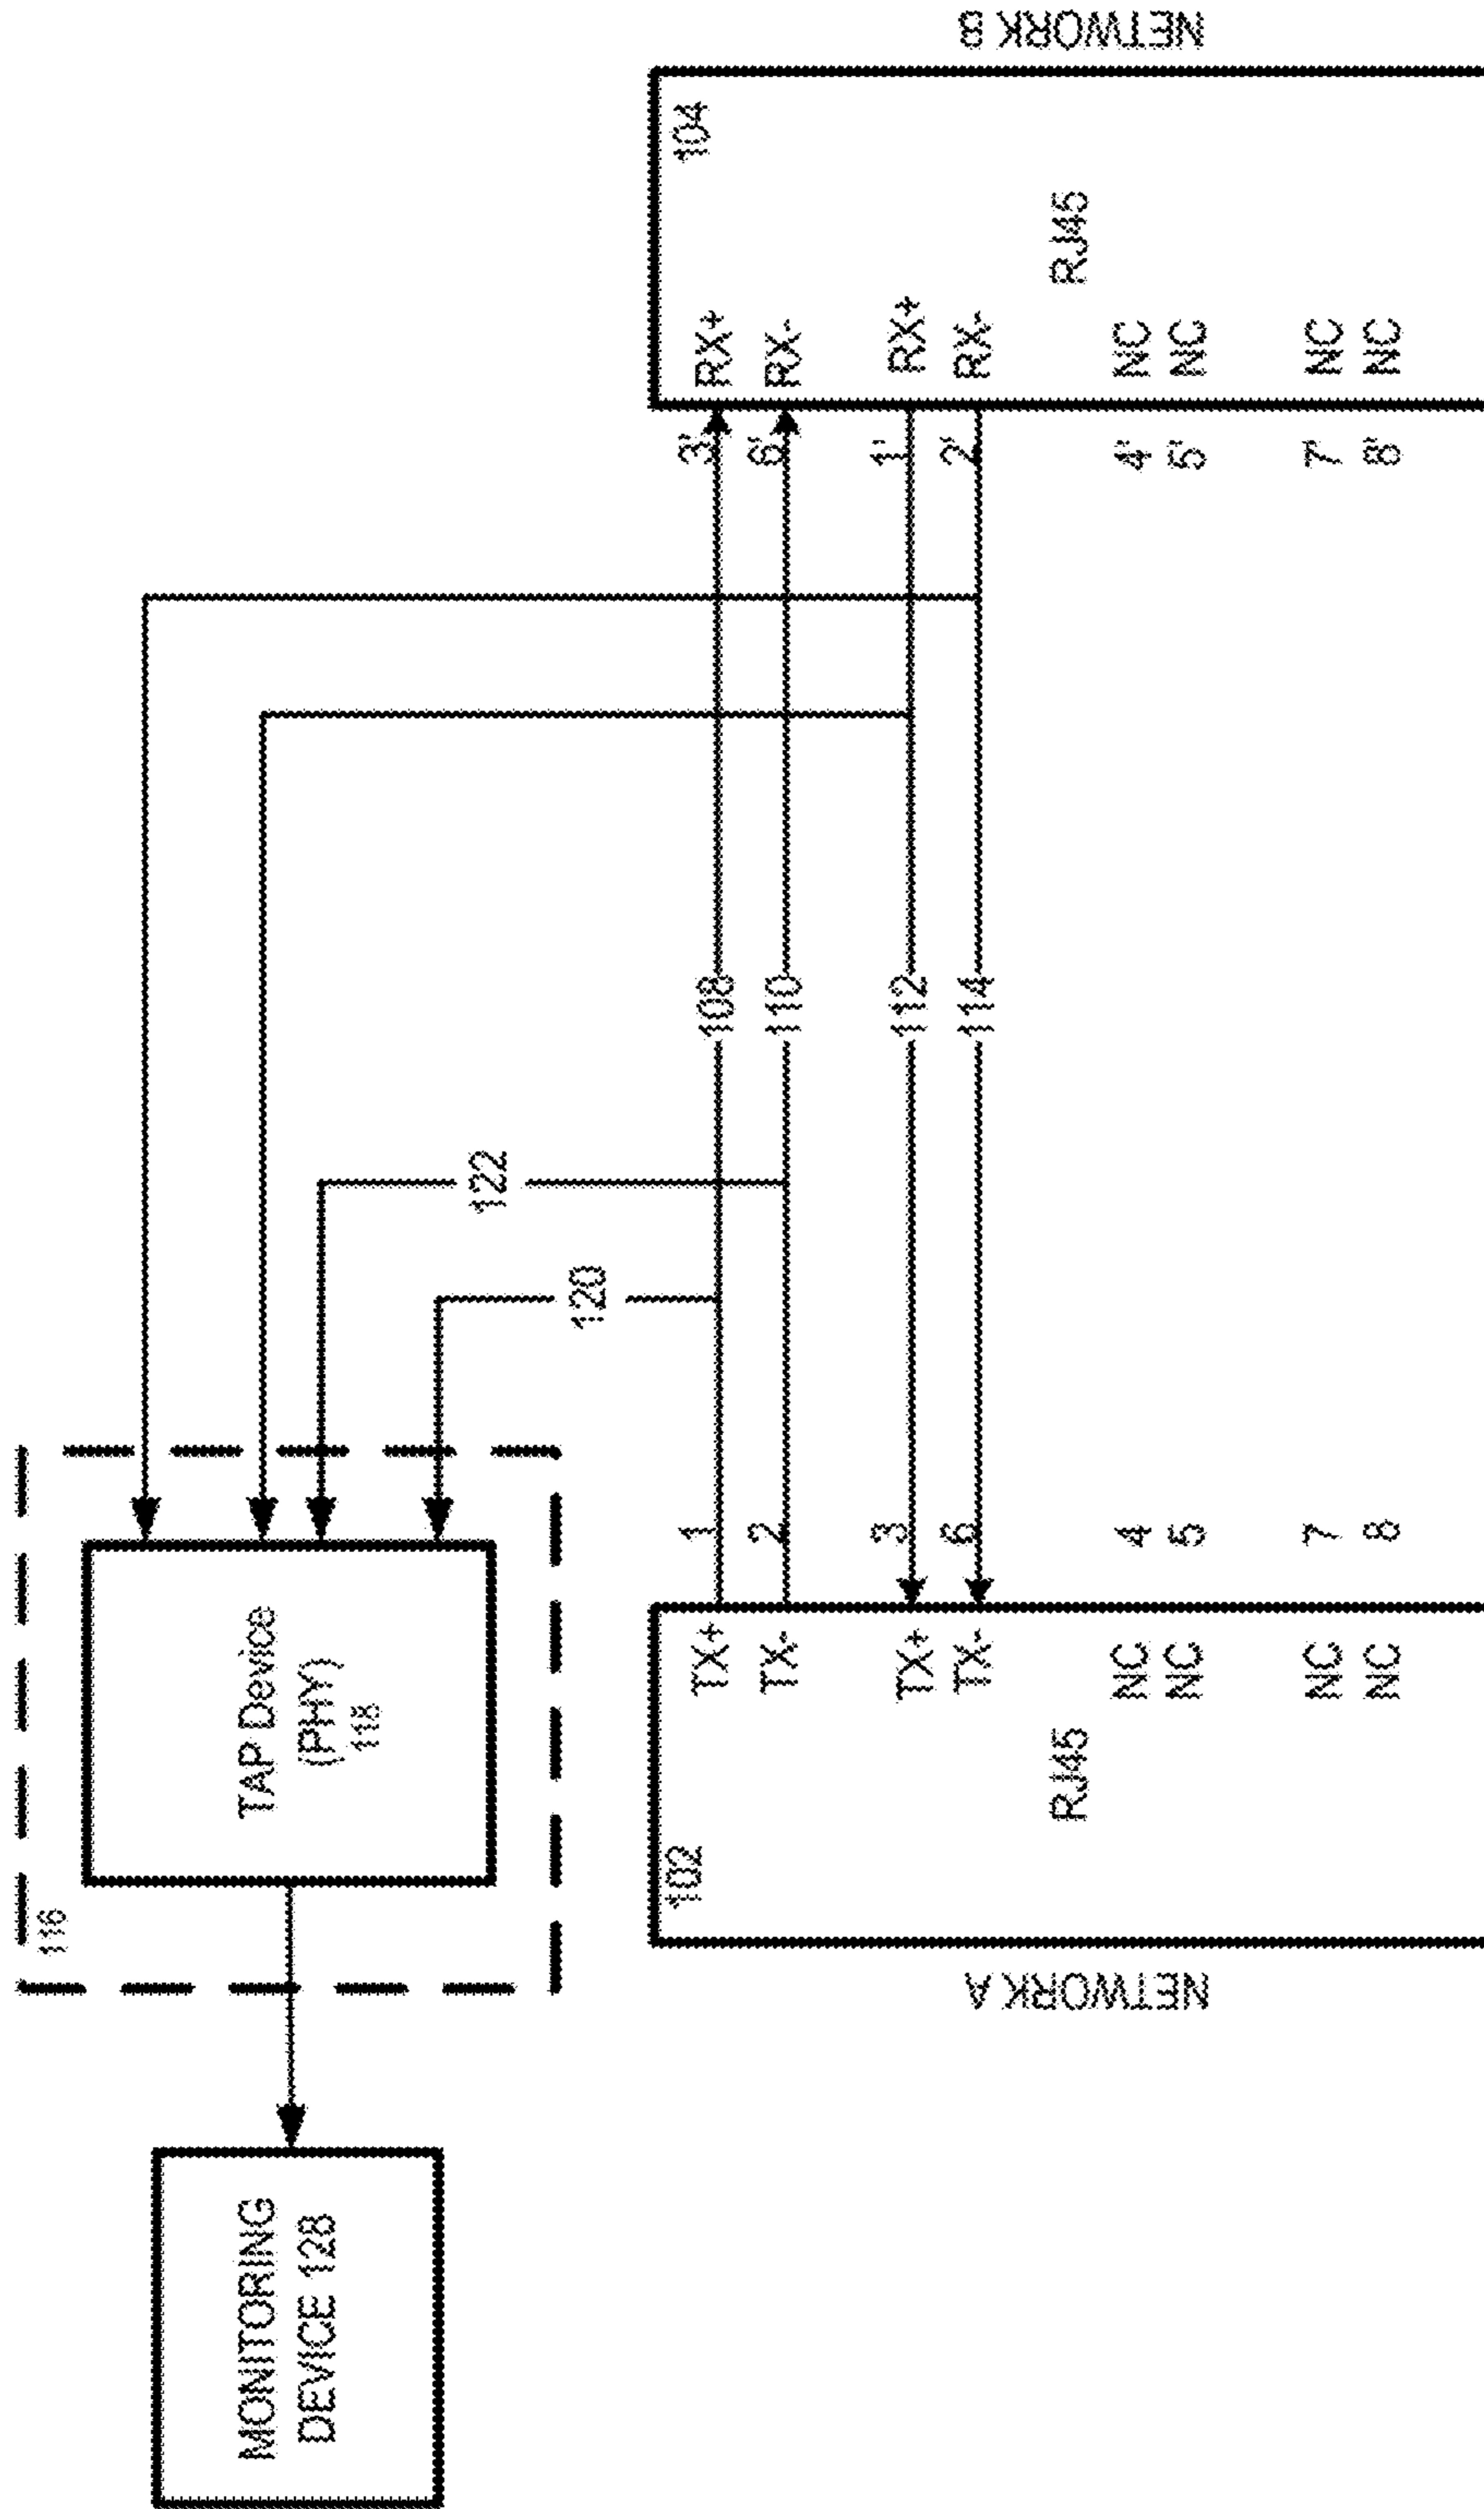 MONITORING
DEVICE 128
116
TAP Device
(PHY)
118
120
122
NETWORK A
102
RJ45
TX+
TX-
TX+
TX-
NC
NC
NC
NC
1
2
3
6
4
5
7
8
108
110
112
114
3'
6'
1'
2'
4'
5'
7'
8'
RX+
RX-
RX+
RX-
NC
NC
NC
NC
RJ45
104
NETWORK B